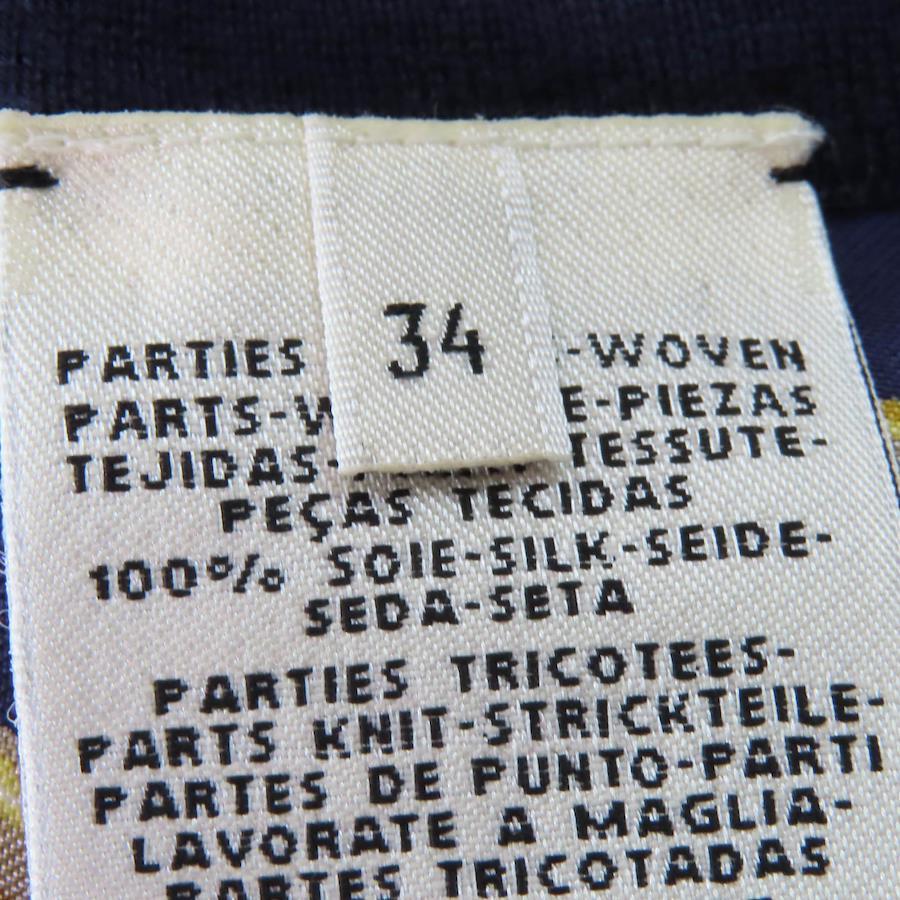 34
PARTIES -WOVEN
PARTS- E-PIEZAS
TEJIDAS- TESSUTE-
PEÇAS TECIDAS
100% SOIE-SILK-SEIDE-
SEDA-SETA
PARTIES TRICOTEES-
PARTS KNIT-STRICKTEILE-
PARTES DE PUNTO-PARTI
LAVORATE A MAGLIA-
PARTES TRICOTADAS